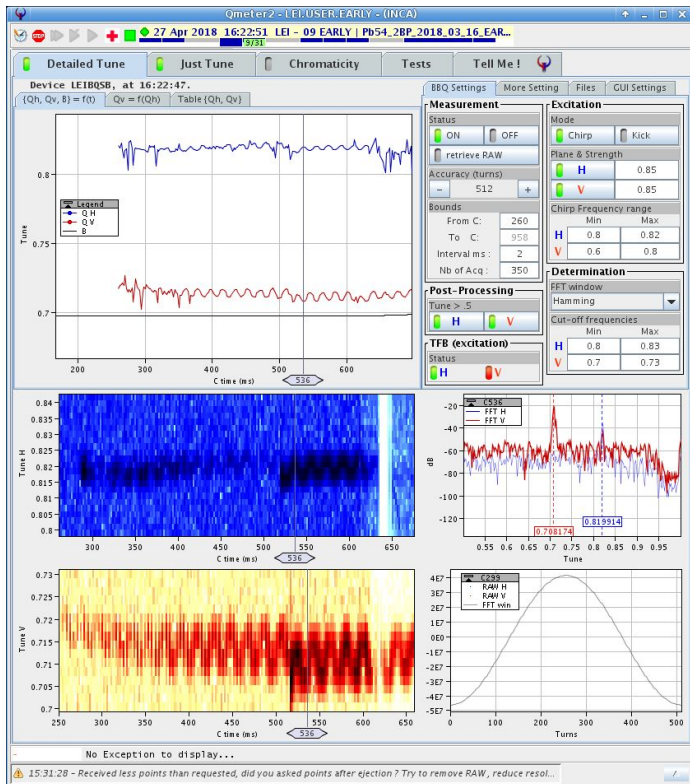 Qmeter2 - LEI.USER.EARLY - (INCA)
27 Apr 2018 16:22:51 LEI - 09 EARLY | Pb54_2BP_2018_03_16_EAR...
9/31
Detailed Tune Just Tune Chromaticity Tests Tell Me !
Device LEIBQSB, at 16:22:47.
{Qh, Qv, B} = f(t) Qv = f(Qh) Table {Qh, Qv}
0.8
0.75
0.7
Tune
Legend
Q H
Q V
B
200 300 400 500 600
C time (ms)
536
BBQ Settings More Setting Files GUI Settings
Measurement
Status
ON OFF
retrieve RAW
Accuracy (turns)
- 512 +
Bounds
From C: 260
To C: 958
Interval ms : 2
Nb of Acq : 350
Post-Processing
Tune > .5
H V
TFB (excitation)
Status
H V
Excitation
Mode
Chirp Kick
Plane & Strength
H 0.85
V 0.85
Chirp Frequency range
Min Max
H 0.8 0.82
V 0.6 0.8
Determination
FFT window
Hamming
Cut-off frequencies
Min Max
H 0.8 0.83
V 0.7 0.73
0.84
0.835
0.83
0.825
0.82
0.815
0.81
0.805
0.8
Tune H
300 350 400 450 500 550 600 650
C time (ms)
536
C536
FFT H
FFT V
-20
-40
-60
-80
-100
-120
dB
0.708174
0.819914
0.55 0.6 0.65 0.7 0.75 0.8 0.85 0.9 0.95
Tune
0.73
0.725
0.72
0.715
0.71
0.705
0.7
Tune V
250 300 350 400 450 500 550 600 650
C time (ms)
536
C299
RAW H
RAW V
FFT win
4E7
3E7
2E7
1E7
0E0
-1E7
-2E7
-3E7
-4E7
-5E7
0 100 200 300 400 500
Turns
- No Exception to display...
15:31:28 - Received less points than requested, did you asked points after ejection ? Try to remove RAW , reduce resol...
/